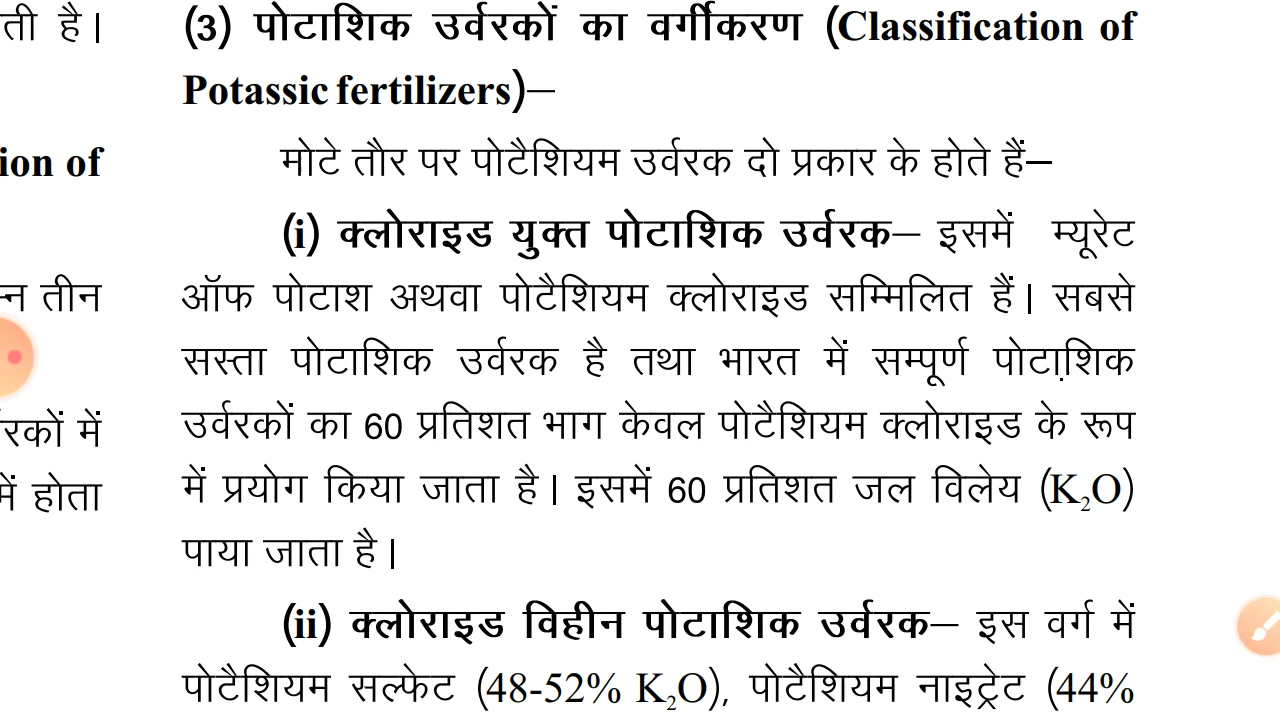 ती है।
ion of
न्न तीन
रकों में
में होता
(3) पोटाशिक उर्वरकों का वर्गीकरण (Classification of
Potassic fertilizers)–
मोटे तौर पर पोटैशियम उर्वरक दो प्रकार के होते हैं–
(i) क्लोराइड युक्त पोटाशिक उर्वरक– इसमें म्यूरेट
ऑफ पोटाश अथवा पोटैशियम क्लोराइड सम्मिलित हैं। सबसे
सस्ता पोटाशिक उर्वरक है तथा भारत में सम्पूर्ण पोटाशिक
उर्वरकों का 60 प्रतिशत भाग केवल पोटैशियम क्लोराइड के रूप
में प्रयोग किया जाता है। इसमें 60 प्रतिशत जल विलेय (K₂O)
पाया जाता है।
(ii) क्लोराइड विहीन पोटाशिक उर्वरक– इस वर्ग में
पोटैशियम सल्फेट (48-52% K₂O), पोटैशियम नाइट्रेट (44%